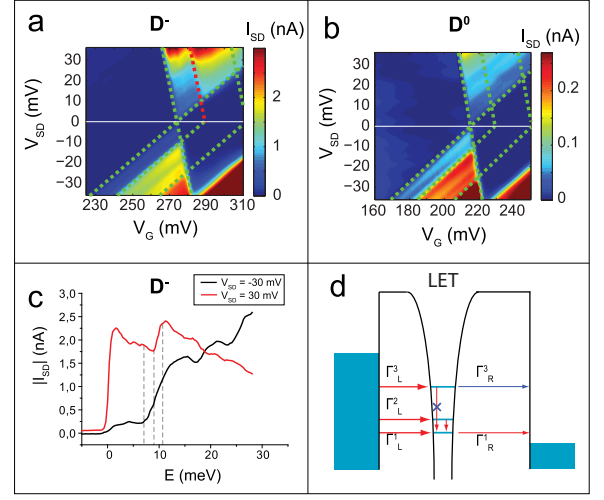 a
D⁻
I_SD (nA)
V_SD (mV)
30
20
10
0
−10
−20
−30
230
250
270
290
310
V_G (mV)
2
1
0
b
D⁰
I_SD (nA)
V_SD (mV)
30
20
10
0
−10
−20
−30
160
180
200
220
240
V_G (mV)
0.2
0.1
0
c
D⁻
V_SD = -30 mV
V_SD = 30 mV
|I_SD| (nA)
3,0
2,5
2,0
1,5
1,0
0,5
0,0
0
10
20
30
E (meV)
d
LET
Γ³_L
Γ³_R
Γ²_L
Γ¹_L
Γ¹_R